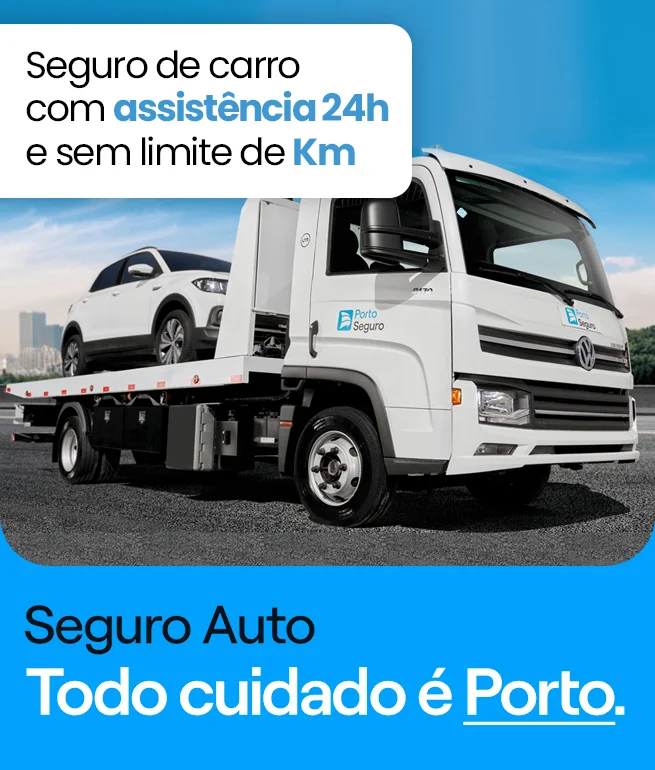 Seguro de carro
com assistência 24h
e sem limite de Km
Porto
Seguro
Porto
Seguro
Seguro Auto
Todo cuidado é Porto.